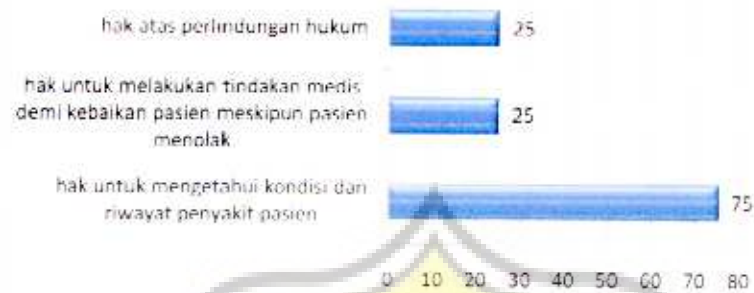 hak atas perlindungan hukum
25
hak untuk melakukan tindakan medis
demi kebaikan pasien meskipun pasien
menolak
25
hak untuk mengetahui kondisi dan
riwayat penyakit pasien
75
0 10 20 30 40 50 60 70 80